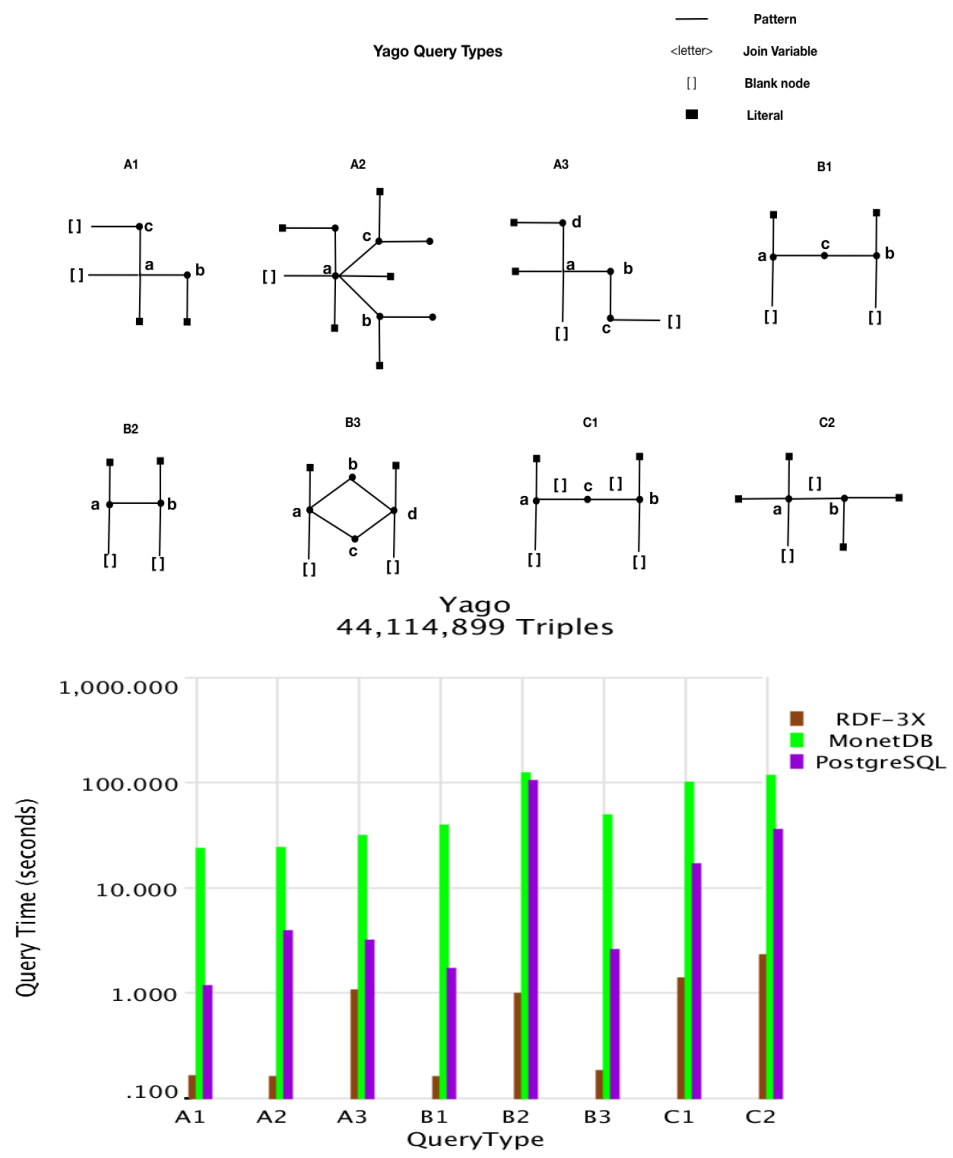 Pattern
Yago Query Types
<letter> Join Variable
[ ] Blank node
Literal
A1 A2 A3 B1
[ ] c
[ ] a b
c
[ ] a
b
d
a b
[ ] c [ ]
a c b
[ ] [ ]
B2 B3 C1 C2
a b
[ ] [ ]
b
a d
c
[ ] [ ]
[ ] c [ ]
a b
[ ] [ ]
[ ]
a b
[ ]
Yago
44,114,899 Triples
1,000.000
100.000
10.000
1.000
.100
Query Time (seconds)
A1 A2 A3 B1 B2 B3 C1 C2
QueryType
RDF-3X
MonetDB
PostgreSQL